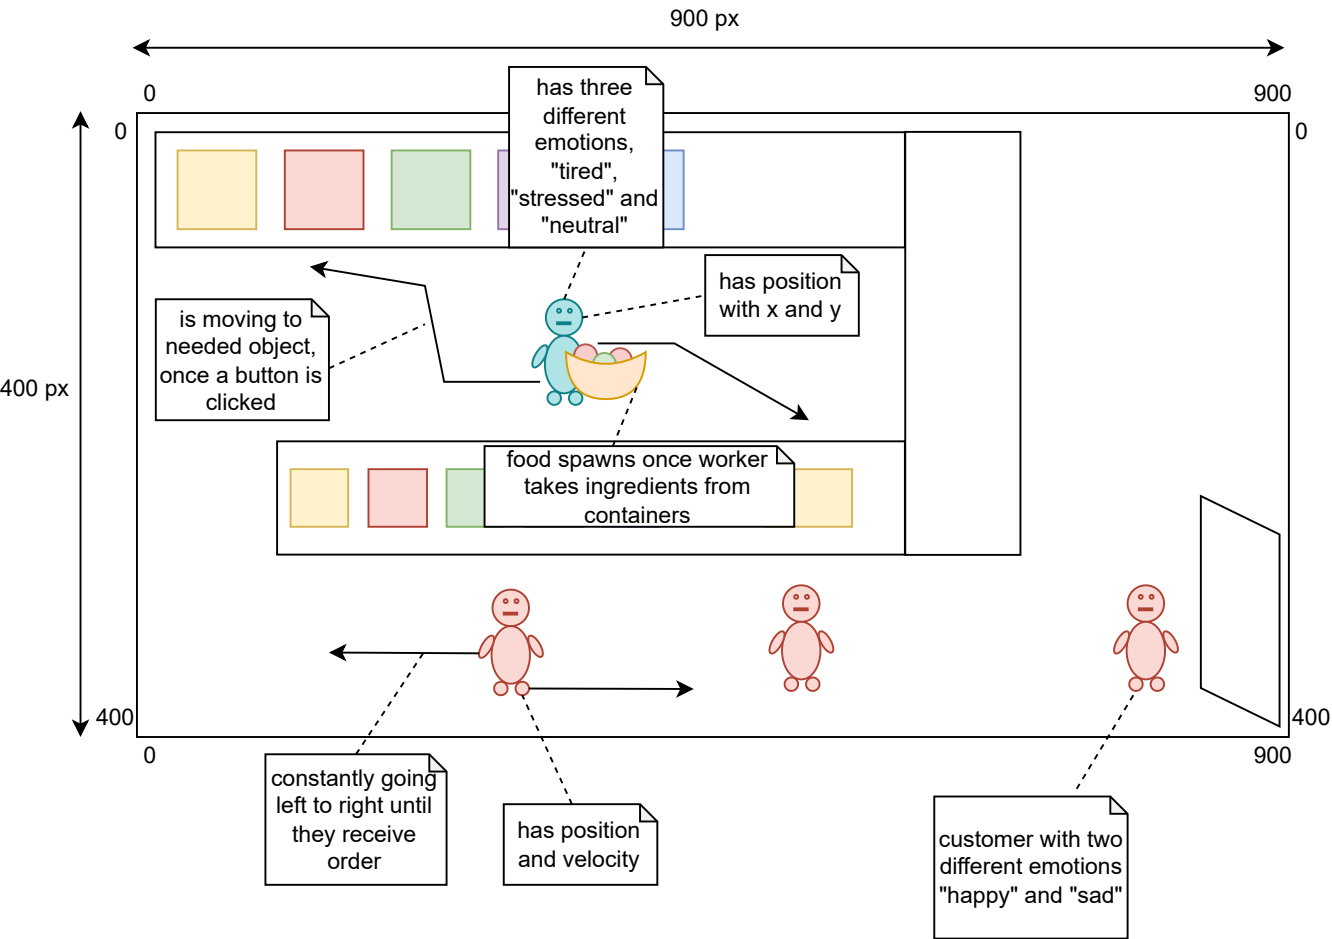 900 px
0
900
0
0
has three
different
emotions,
"tired",
"stressed" and
"neutral"
has position
with x and y
is moving to
needed object,
once a button is
clicked
400 px
food spawns once worker
takes ingredients from
containers
400
400
0
900
constantly going
left to right until
they receive
order
has position
and velocity
customer with two
different emotions
"happy" and "sad"